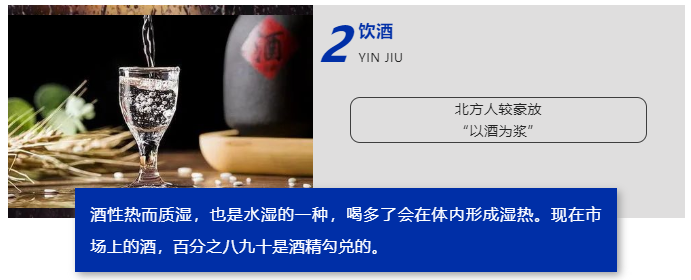 酒
2
饮酒
YIN JIU
北方人较豪放
“以酒为浆”
酒性热而质湿，也是水湿的一种，喝多了会在体内形成湿热。现在市
场上的酒，百分之八九十是酒精勾兑的。